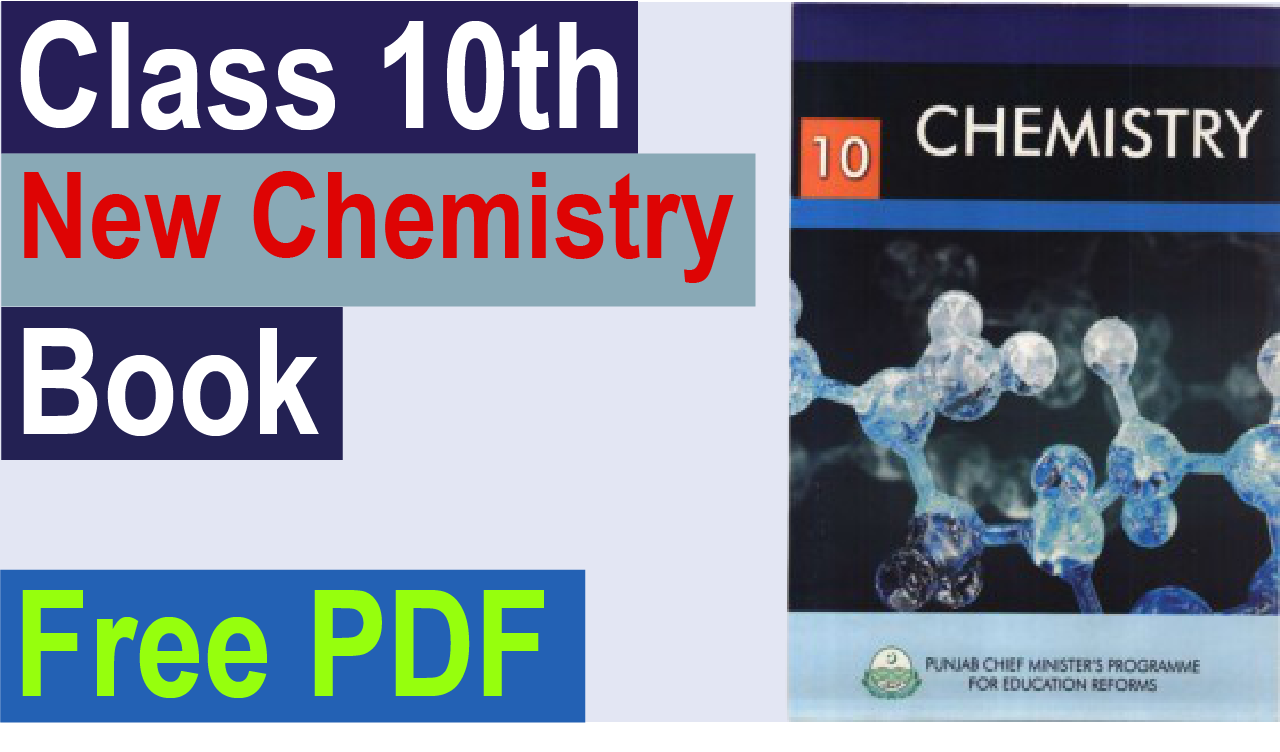 Class 10th
New Chemistry
Book
Free PDF
CHEMISTRY
10
PUNJAB CHIEF MINISTER'S PROGRAMME
FOR EDUCATION REFORMS